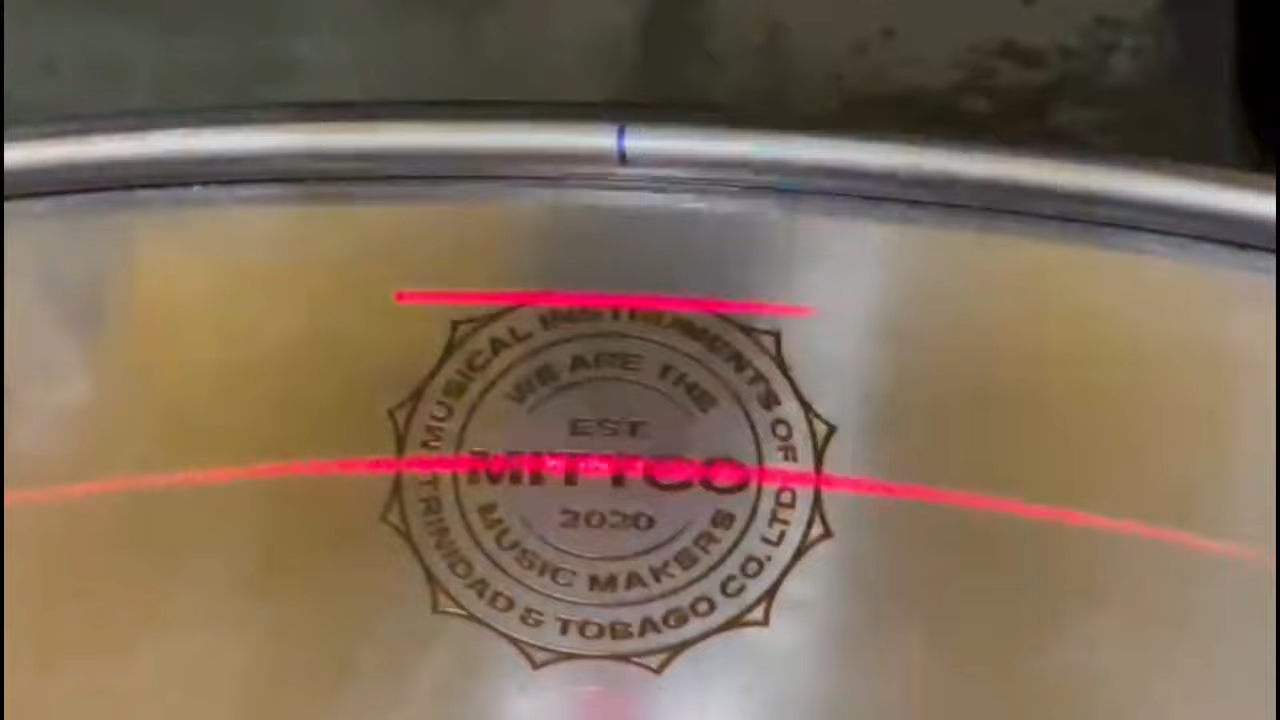 MUSICAL INSTRUMENTS OF
TRINIDAD & TOBAGO CO. LTD
WE ARE THE
EST.
MITTCO
2020
MUSIC MAKERS